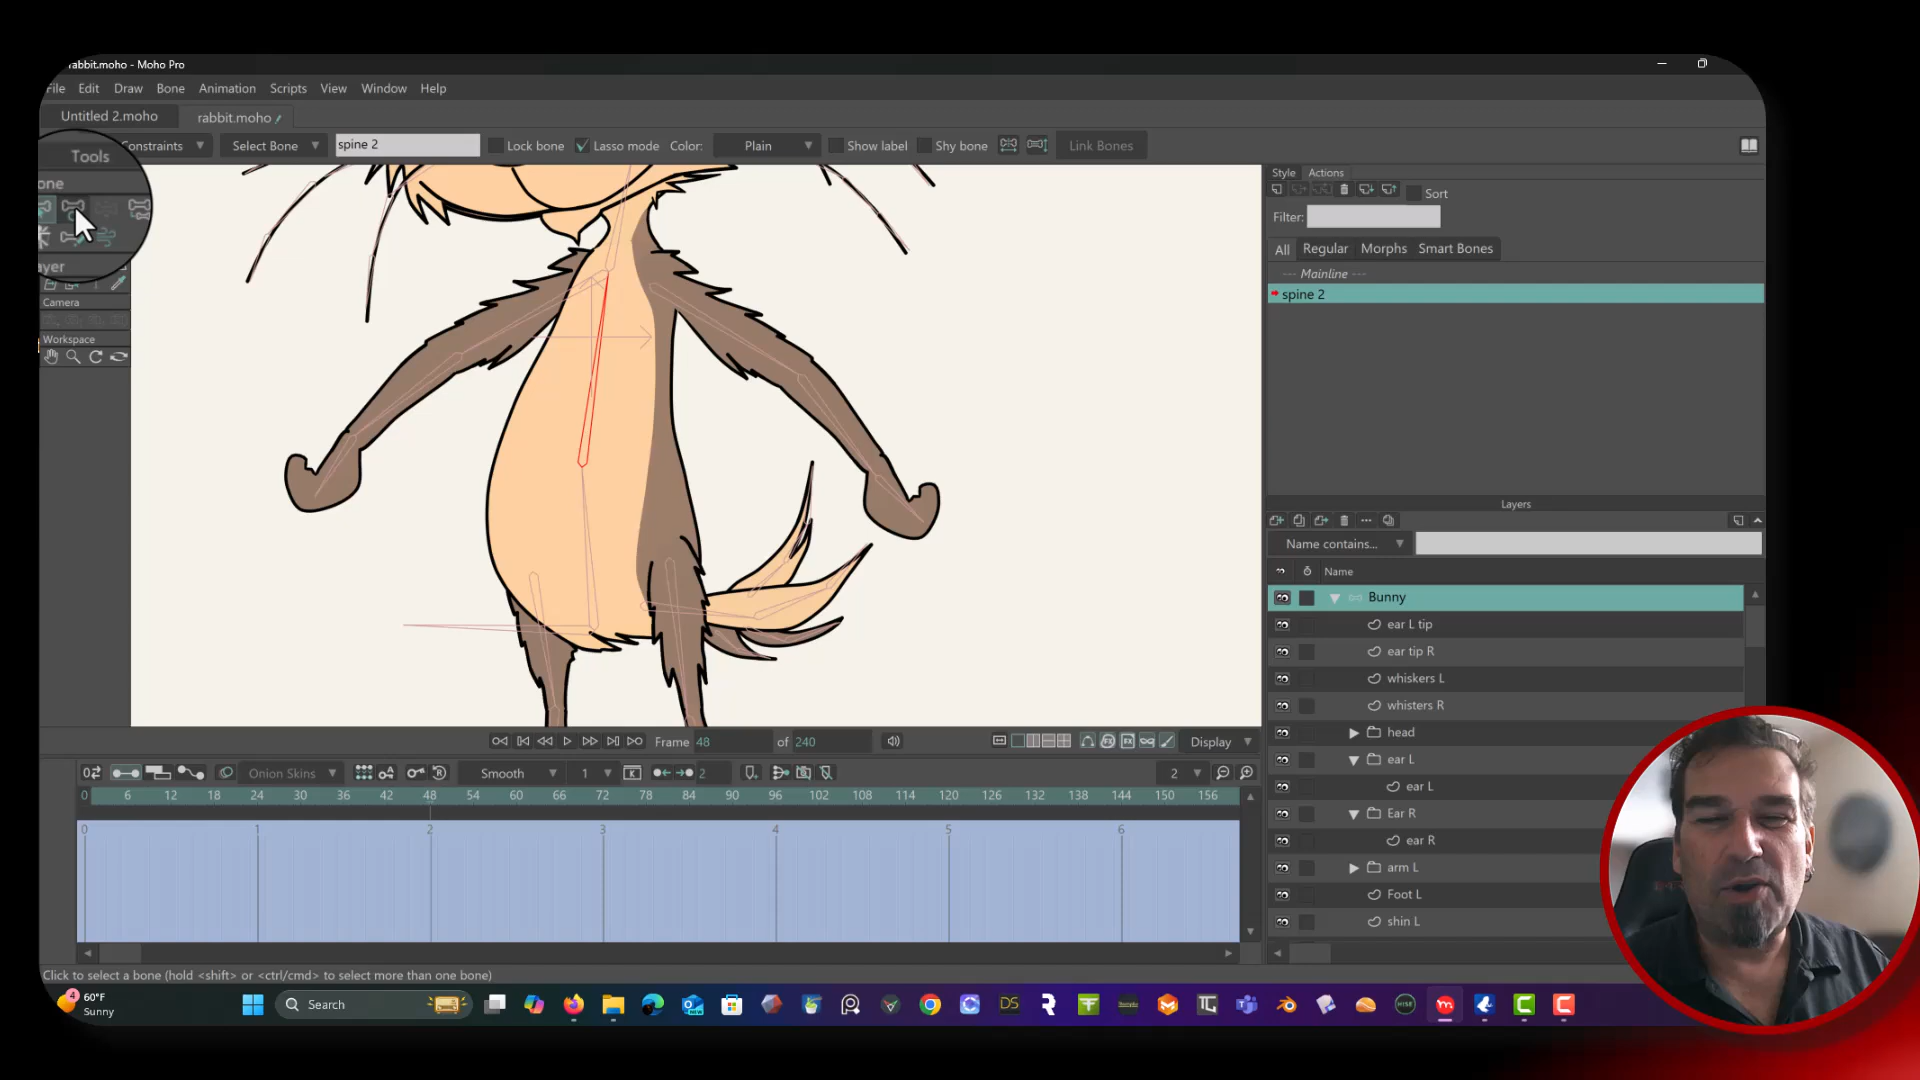 rabbit.moho - Moho Pro
File Edit Draw Bone Animation Scripts View Window Help
Untitled 2.moho rabbit.moho
Constraints Select Bone spine 2 Lock bone Lasso mode Color: Plain Show label Shy bone Link Bones
Tools
one
ayer
Camera
Workspace
Style Actions
Sort
Filter:
All Regular Morphs Smart Bones
--- Mainline ---
spine 2
Layers
Name contains...
Name
Bunny
ear L tip
ear tip R
whiskers L
whisters R
head
ear L
ear L
Ear R
ear R
arm L
Foot L
shin L
Frame 48 of 240 Display
Onion Skins Smooth 1 2 2
0 6 12 18 24 30 36 42 48 54 60 66 72 78 84 90 96 102 108 114 120 126 132 138 144 150 156
0 1 2 3 4 5 6
Click to select a bone (hold <shift> or <ctrl/cmd> to select more than one bone)
4 60°F
Sunny
Search
NEW
DS